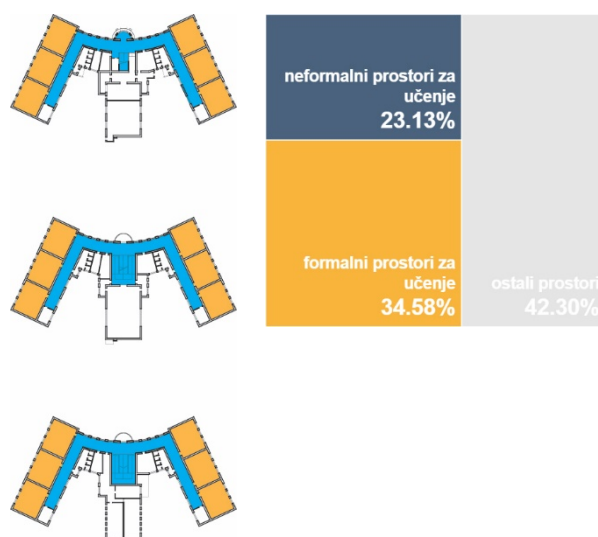 neformalni prostori za
učenje
23.13%
formalni prostori za
učenje
34.58%
ostali prostori
42.30%